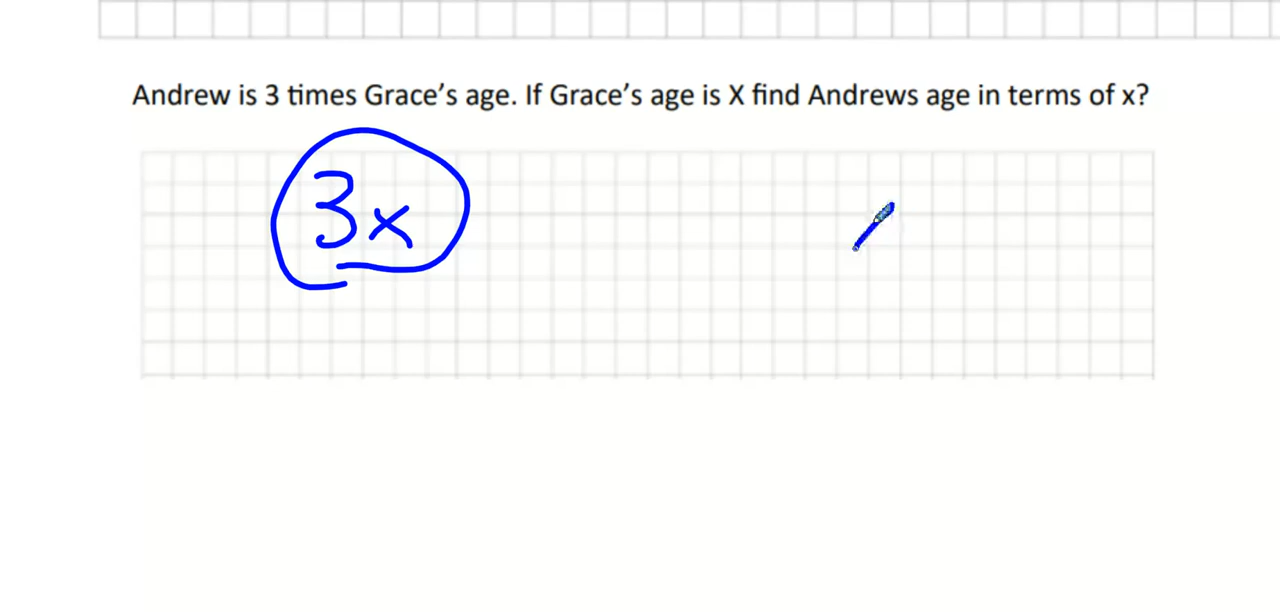 Andrew is 3 times Grace’s age. If Grace’s age is X find Andrews age in terms of x?
3x